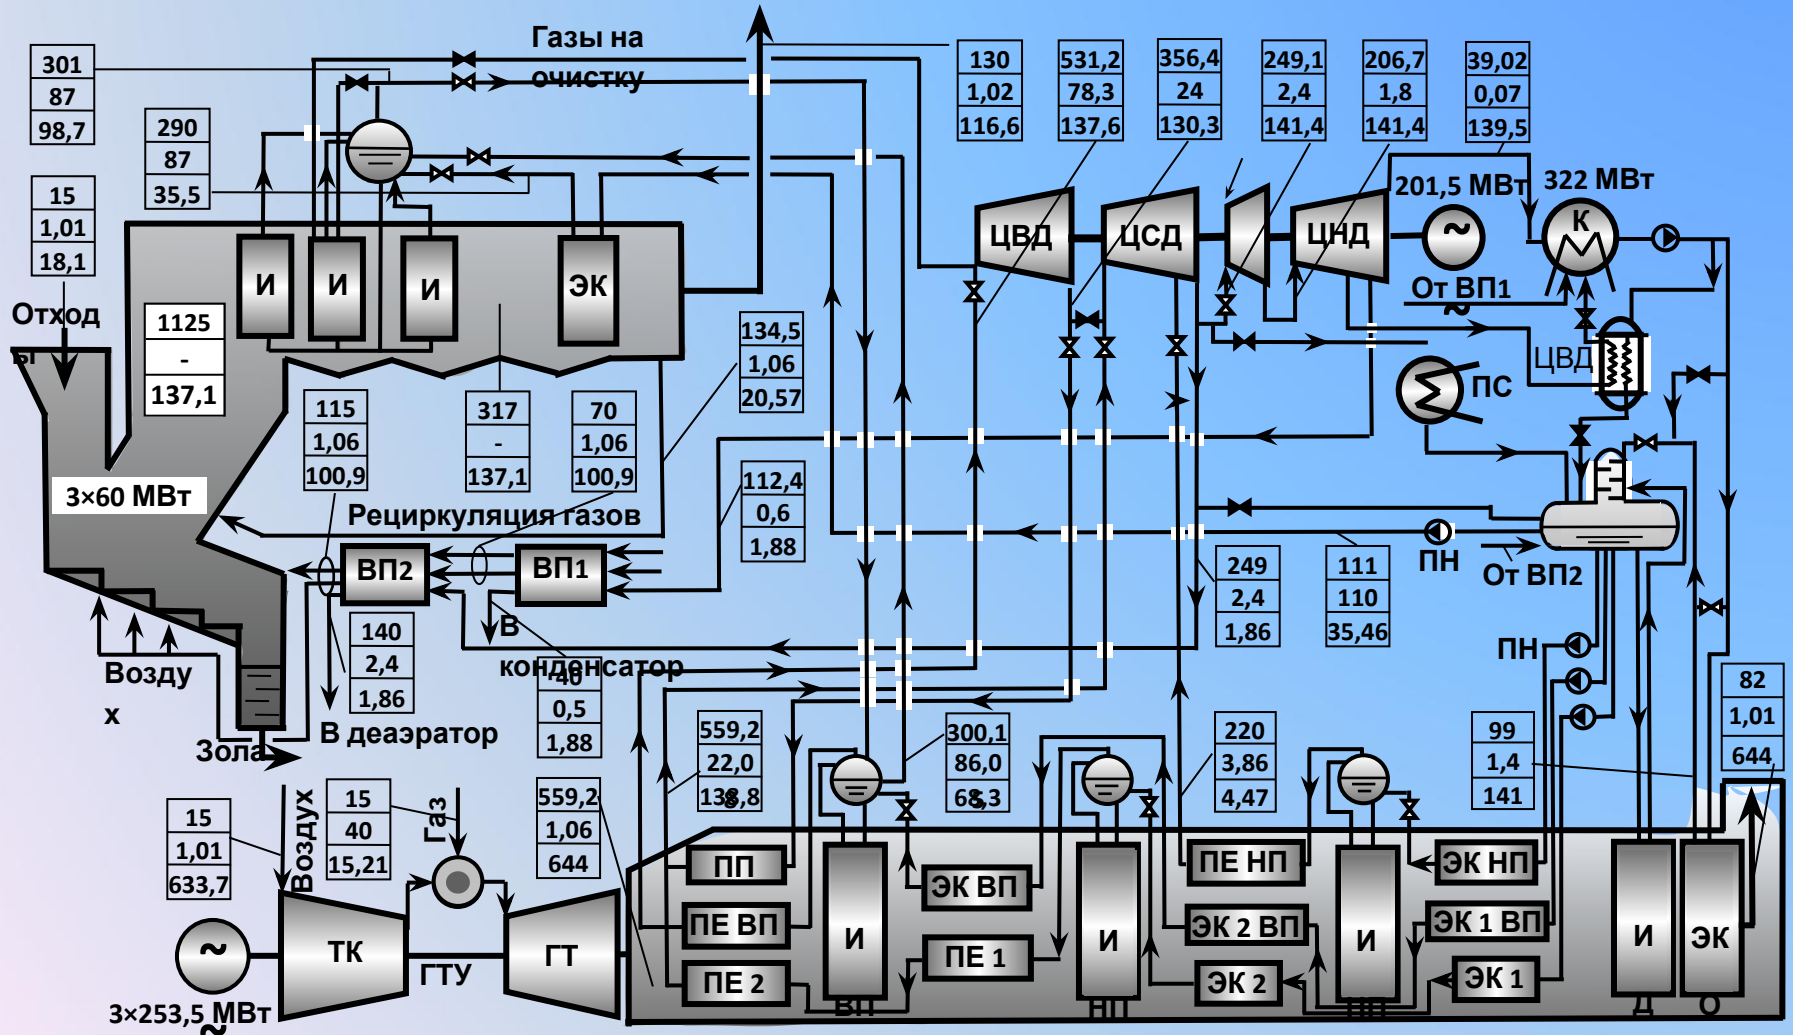 Газы на
очистку
301
87
98,7
290
87
35,5
15
1,01
18,1
130
1,02
116,6
531,2
78,3
137,6
356,4
24
130,3
249,1
2,4
141,4
206,7
1,8
141,4
39,02
0,07
139,5
201,5 МВт
322 МВт
~
К
ЦВД
ЦСД
ЦНД
И
И
И
ЭК
От ВП1
~
Отход
ы
1125
-
137,1
134,5
1,06
20,57
ЦВД
ПС
115
1,06
100,9
317
-
137,1
70
1,06
100,9
3×60 МВт
112,4
0,6
1,88
Рециркуляция газов
ВП2
ВП1
ПН
От ВП2
249
2,4
1,86
111
110
35,46
В
конденсатор
140
2,4
1,86
40
0,5
1,88
ПН
Возду
х
Зола
В деаэратор
82
1,01
644
559,2
22,0
138,8
300,1
86,0
220
3,86
4,47
99
1,4
141
15
1,01
633,7
Воздух
15
40
15,21
Газ
559,2
1,06
644
ПП
ЭК ВП
ПЕ НП
ЭК НП
ПЕ ВП
И
И
ЭК 2 ВП
И
ЭК 1 ВП
И
ЭК
ПЕ 2
ПЕ 1
ЭК 2
ЭК 1
~
ТК
ГТУ
ГТ
ВП
НП
НП
Д
О
3×253,5 МВт
~